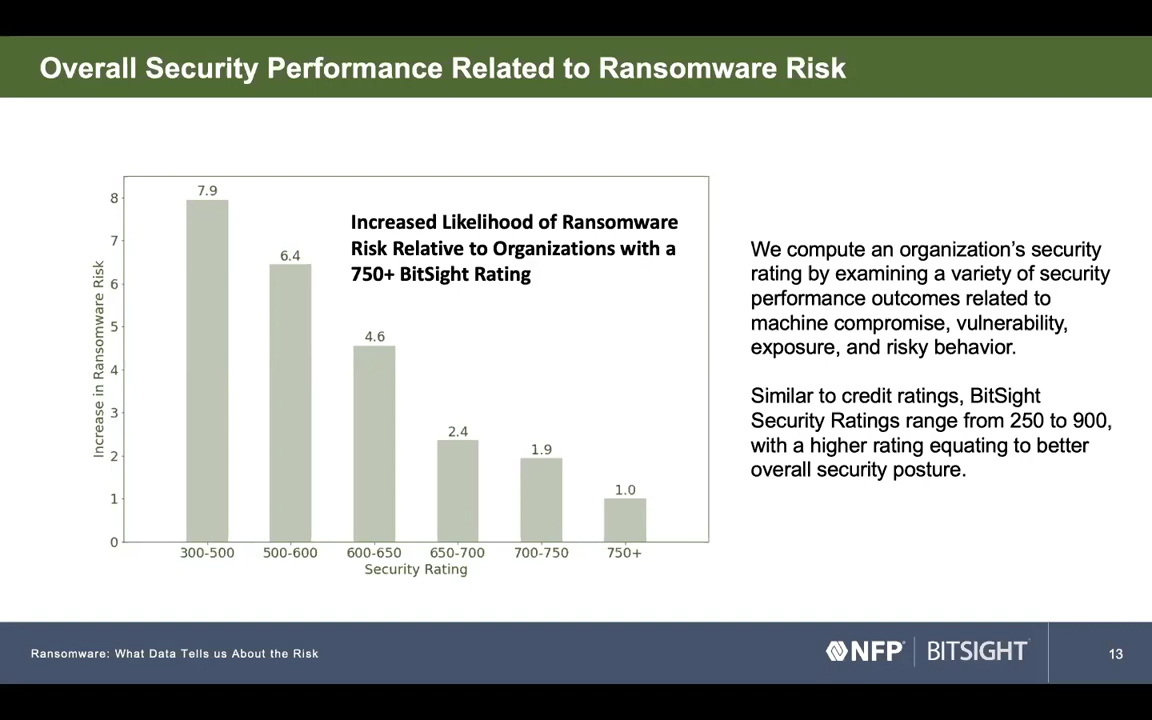 Overall Security Performance Related to Ransomware Risk
Increased Likelihood of Ransomware
Risk Relative to Organizations with a
750+ BitSight Rating
Increase in Ransomware Risk
8
7
6
5
4
3
2
1
0
7.9
6.4
4.6
2.4
1.9
1.0
300-500 500-600 600-650 650-700 700-750 750+
Security Rating
We compute an organization’s security
rating by examining a variety of security
performance outcomes related to
machine compromise, vulnerability,
exposure, and risky behavior.
Similar to credit ratings, BitSight
Security Ratings range from 250 to 900,
with a higher rating equating to better
overall security posture.
Ransomware: What Data Tells us About the Risk
NFP BITSIGHT
13